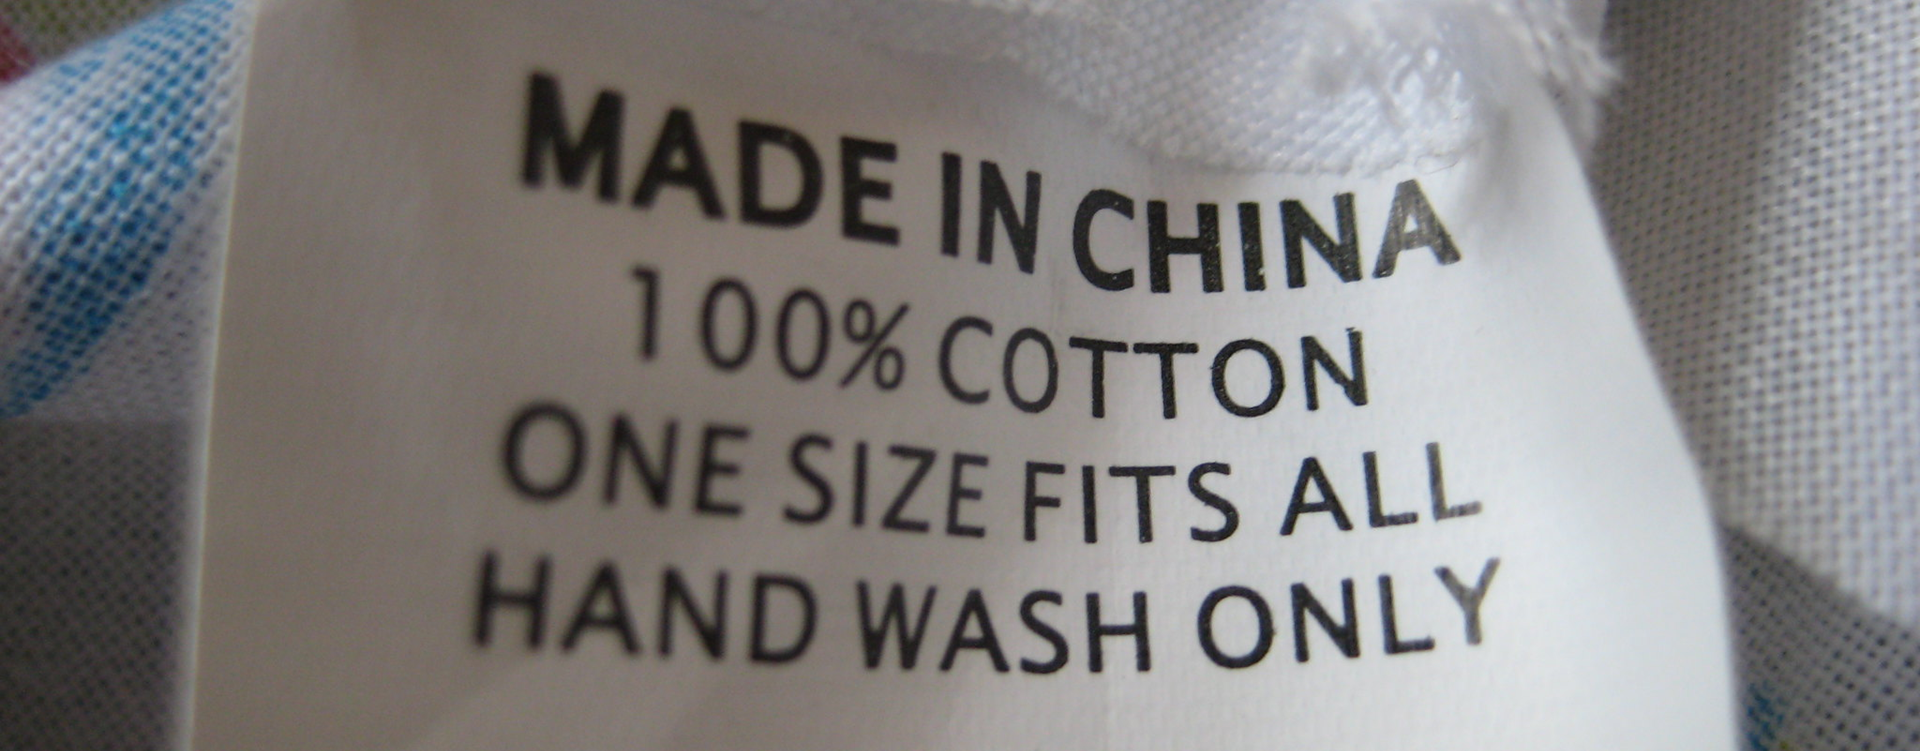 MADE IN CHINA
100% COTTON
ONE SIZE FITS ALL
HAND WASH ONLY